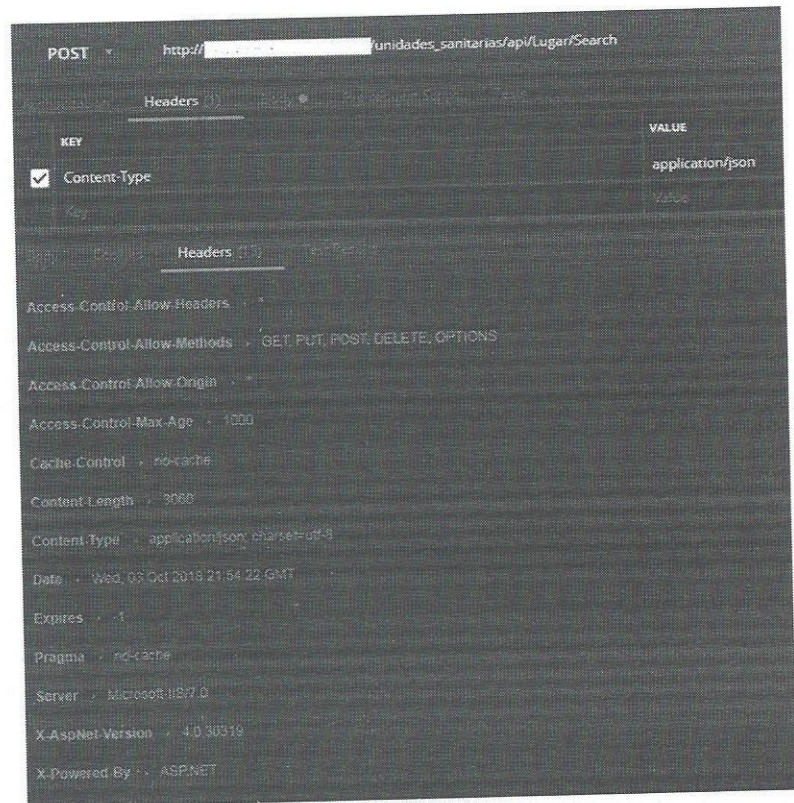 POST http:// /unidades_sanitarias/api/Lugar/Search
Headers (1)
KEY VALUE
Content-Type application/json
Key Value
Headers (13)
Access-Control-Allow-Headers *
Access-Control-Allow-Methods GET, PUT, POST, DELETE, OPTIONS
Access-Control-Allow-Origin *
Access-Control-Max-Age 1000
Cache-Control no-cache
Content-Length 3060
Content-Type application/json; charset=utf-8
Date Wed, 03 Oct 2018 21:54:22 GMT
Expires -1
Pragma no-cache
Server Microsoft-IIS/7.0
X-AspNet-Version 4.0.30319
X-Powered-By ASP.NET